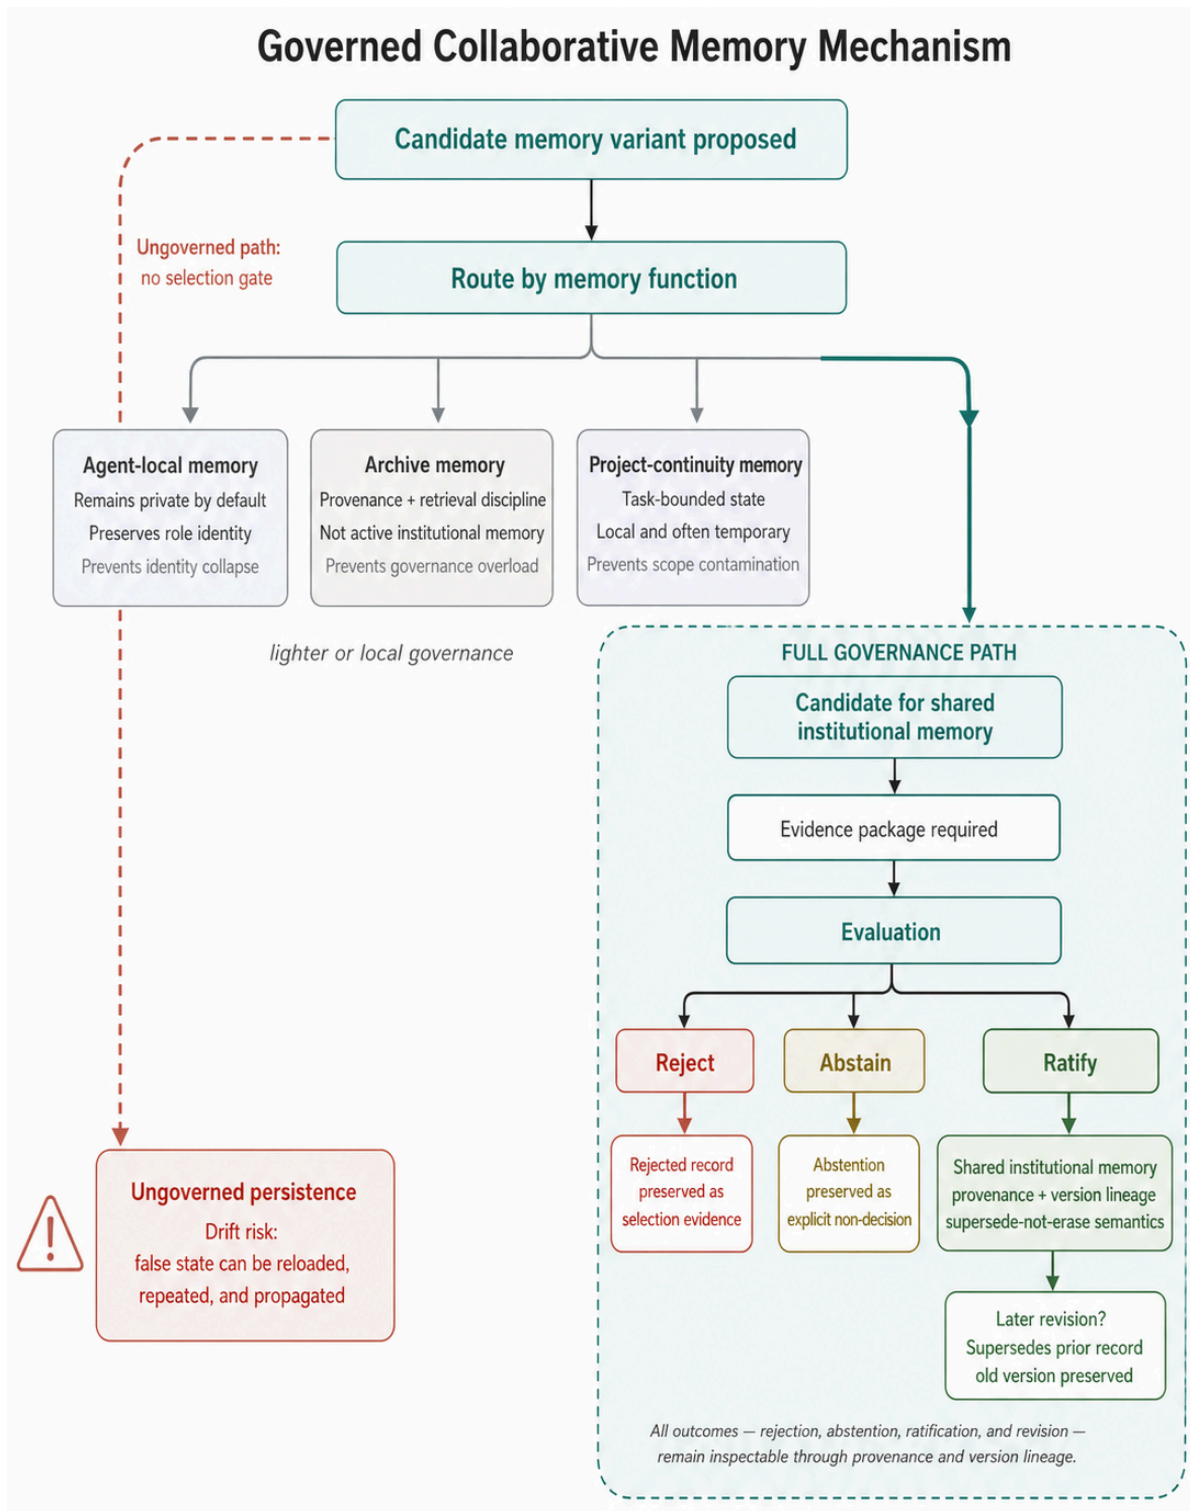 Governed Collaborative Memory Mechanism
Candidate memory variant proposed
Ungoverned path:
no selection gate
Route by memory function
Agent-local memory
Remains private by default
Preserves role identity
Prevents identity collapse
Archive memory
Provenance + retrieval discipline
Not active institutional memory
Prevents governance overload
Project-continuity memory
Task-bounded state
Local and often temporary
Prevents scope contamination
lighter or local governance
FULL GOVERNANCE PATH
Candidate for shared
institutional memory
Evidence package required
Evaluation
Reject
Abstain
Ratify
Rejected record
preserved as
selection evidence
Abstention
preserved as
explicit non-decision
Shared institutional memory
provenance + version lineage
supersede-not-erase semantics
Later revision?
Supersedes prior record
old version preserved
All outcomes — rejection, abstention, ratification, and revision —
remain inspectable through provenance and version lineage.
Ungoverned persistence
Drift risk:
false state can be reloaded,
repeated, and propagated